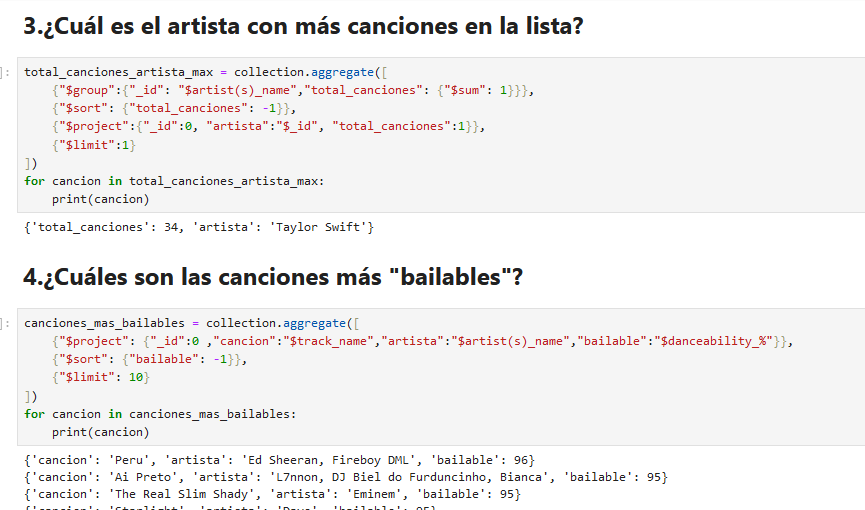 3.¿Cuál es el artista con más canciones en la lista?
]:
total_canciones_artista_max = collection.aggregate([
    {"$group":{"_id": "$artist(s)_name","total_canciones": {"$sum": 1}}},
    {"$sort": {"total_canciones": -1}},
    {"$project":{"_id":0, "artista":"$_id", "total_canciones":1}},
    {"$limit":1}
])
for cancion in total_canciones_artista_max:
    print(cancion)
{'total_canciones': 34, 'artista': 'Taylor Swift'}
4.¿Cuáles son las canciones más "bailables"?
]:
canciones_mas_bailables = collection.aggregate([
    {"$project": {"_id":0 ,"cancion":"$track_name","artista":"$artist(s)_name","bailable":"$danceability_%"}},
    {"$sort": {"bailable": -1}},
    {"$limit": 10}
])
for cancion in canciones_mas_bailables:
    print(cancion)
{'cancion': 'Peru', 'artista': 'Ed Sheeran, Fireboy DML', 'bailable': 96}
{'cancion': 'Ai Preto', 'artista': 'L7nnon, DJ Biel do Furduncinho, Bianca', 'bailable': 95}
{'cancion': 'The Real Slim Shady', 'artista': 'Eminem', 'bailable': 95}